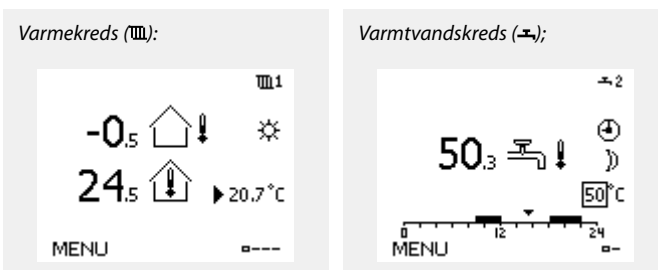 Varmekreds ():
1
-0.5
24.5
20.7°C
MENU
Varmtvandskreds ();
2
50.3
50°C
0 12 24
MENU